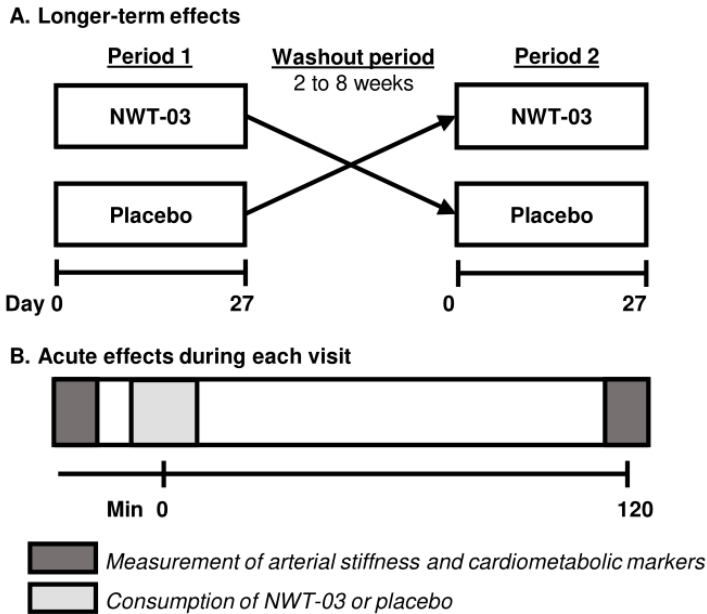 A. Longer-term effects
Period 1 Washout period Period 2
2 to 8 weeks
NWT-03 NWT-03
Placebo Placebo
Day 0 27 0 27
B. Acute effects during each visit
Min 0 120
Measurement of arterial stiffness and cardiometabolic markers
Consumption of NWT-03 or placebo